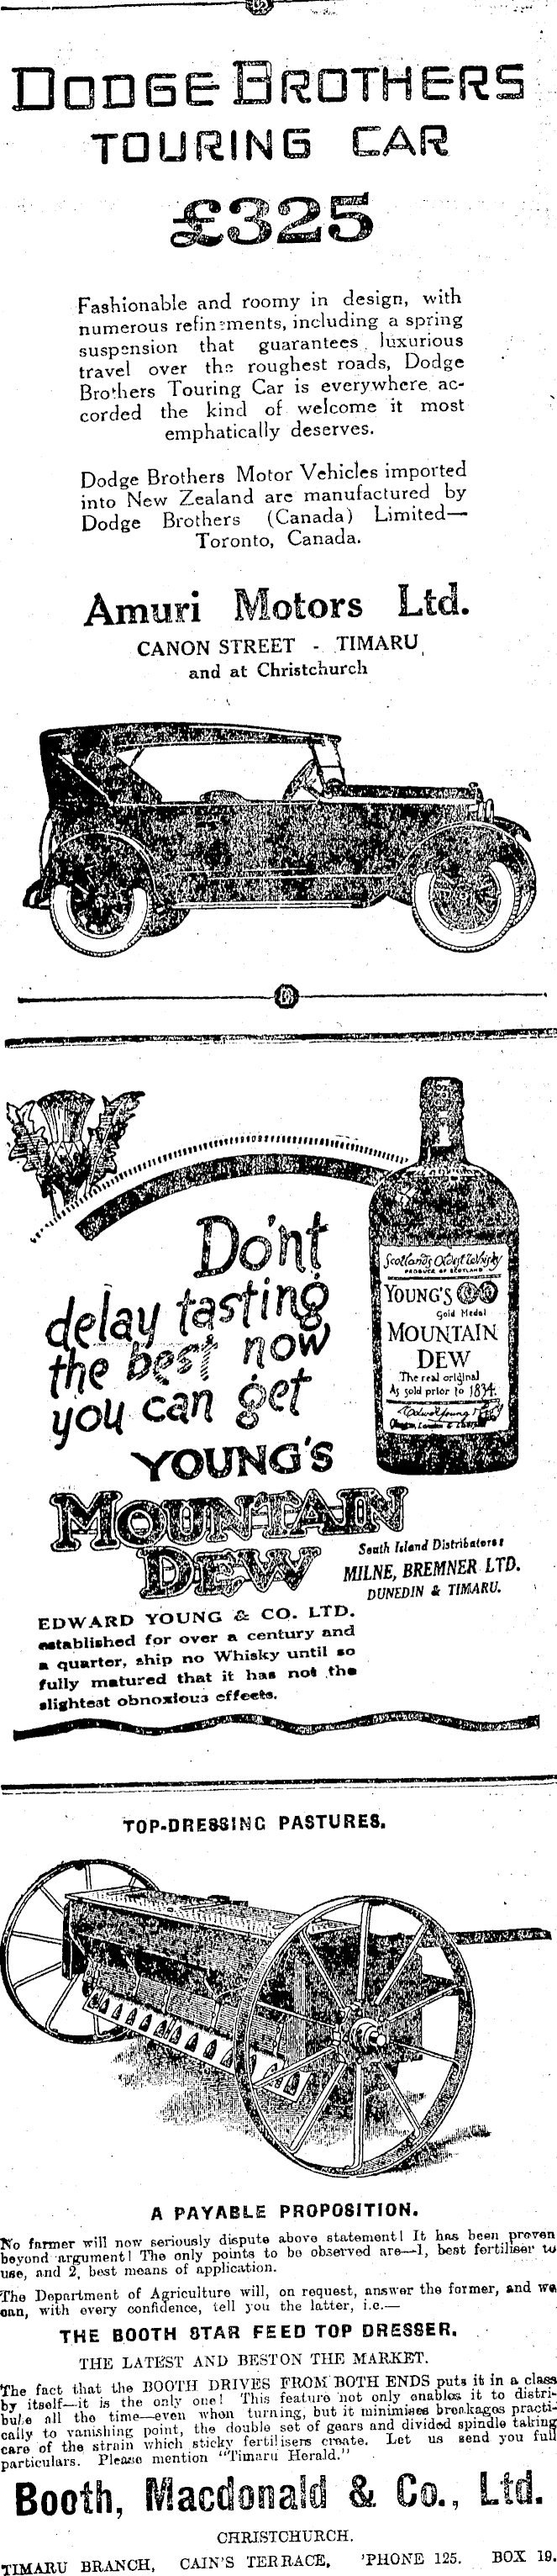 DODGE BROTHERS
TOURING CAR
£325
Fashionable and roomy in design, with
numerous refinements, including a spring
suspension that guarantees luxurious
travel over the roughest roads, Dodge
Brothers Touring Car is everywhere ac-
corded the kind of welcome it most
emphatically deserves.
Dodge Brothers Motor Vehicles imported
into New Zealand are manufactured by
Dodge Brothers (Canada) Limited—
Toronto, Canada.
Amuri Motors Ltd.
CANON STREET - TIMARU
and at Christchurch
DB
Do'nt
delay tasting
the best now
you can get
YOUNG'S
MOUNTAIN
DEW
Scotland's Oldest Whisky
PRODUCE OF SCOTLAND
YOUNG'S
Gold Medal
MOUNTAIN
DEW
The real original
As sold prior to 1834.
South Island Distributors:
MILNE, BREMNER LTD.
DUNEDIN & TIMARU.
EDWARD YOUNG & CO. LTD.
established for over a century and
a quarter, ship no Whisky until so
fully matured that it has not the
slightest obnoxious effects.
TOP-DRESSING PASTURES.
A PAYABLE PROPOSITION.
No farmer will now seriously dispute above statement! It has been proven
beyond argument! The only points to be observed are—1, best fertiliser to
use, and 2, best means of application.
The Department of Agriculture will, on request, answer the former, and we
can, with every confidence, tell you the latter, i.e.—
THE BOOTH STAR FEED TOP DRESSER.
THE LATEST AND BEST ON THE MARKET.
The fact that the BOOTH DRIVES FROM BOTH ENDS puts it in a class
by itself—it is the only one! This feature not only enables it to distri-
bute all the time—even when turning, but it minimises breakages practi-
cally to vanishing point, the double set of gears and divided spindle taking
care of the strain which sticky fertilisers create. Let us send you full
particulars. Please mention "Timaru Herald."
Booth, Macdonald & Co., Ltd.
CHRISTCHURCH.
TIMARU BRANCH, CAIN'S TERRACE, 'PHONE 125. BOX 19.